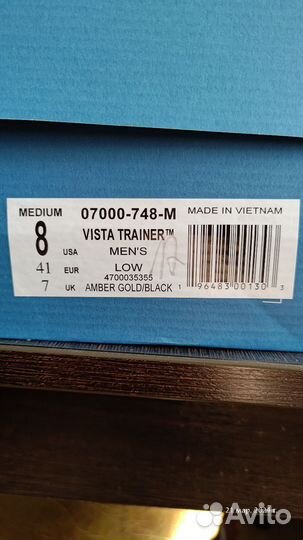 MEDIUM 07000-748-M MADE IN VIETNAM
8 USA VISTA TRAINER™
MEN'S
41 EUR LOW
4700035355
7 UK AMBER GOLD/BLACK 1 96483 00130 3
Avito